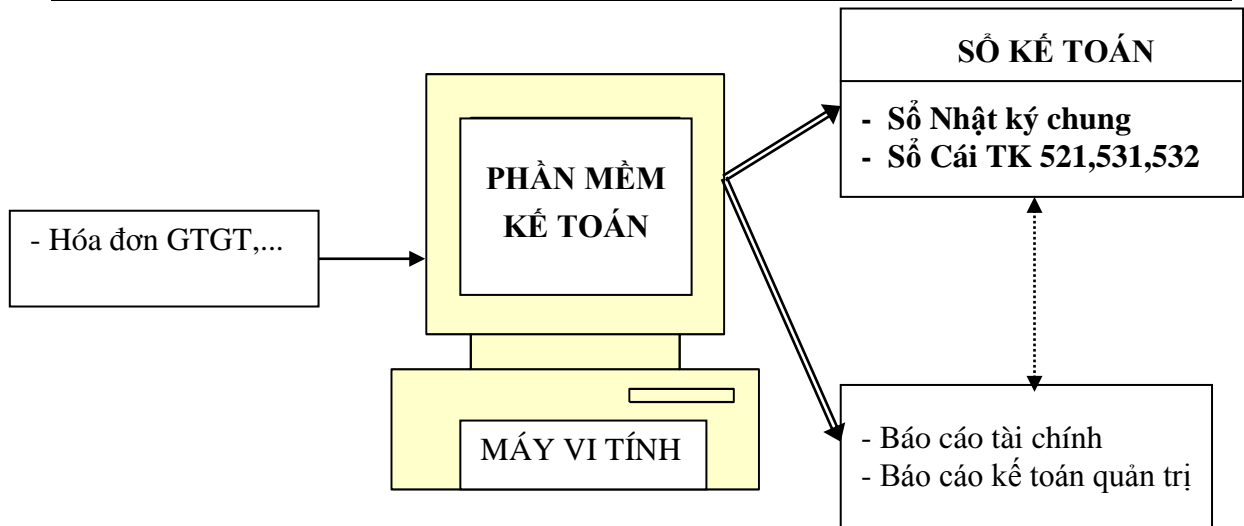 - Hóa đơn GTGT,...
PHẦN MỀM
KẾ TOÁN
MÁY VI TÍNH
SỔ KẾ TOÁN
- Sổ Nhật ký chung
- Sổ Cái TK 521,531,532
- Báo cáo tài chính
- Báo cáo kế toán quản trị